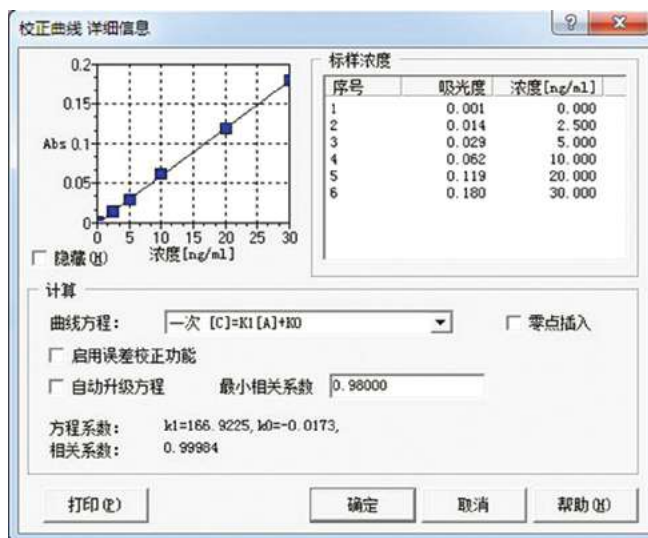 校正曲线 详细信息
0.2
0.15
Abs 0.1
0.05
0
0 5 10 15 20 25 30
浓度[ng/ml]
隐藏(H)
标样浓度
序号 吸光度 浓度[ng/ml]
1 0.001 0.000
2 0.014 2.500
3 0.029 5.000
4 0.062 10.000
5 0.119 20.000
6 0.180 30.000
计算
曲线方程: 一次 [C]=K1[A]+K0 零点插入
启用误差校正功能
自动升级方程 最小相关系数 0.98000
方程系数: k1=166.9225, k0=-0.0173,
相关系数: 0.99984
打印(P) 确定 取消 帮助(H)